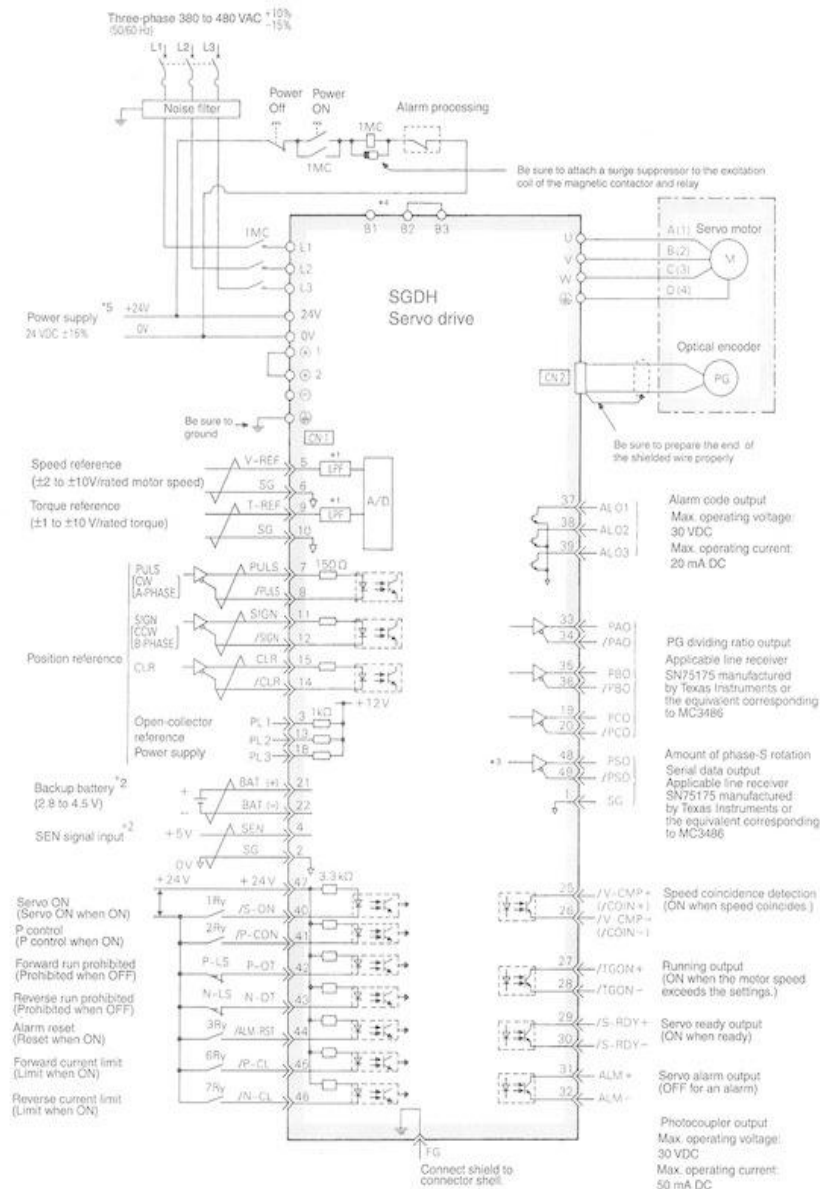 Three-phase 380 to 480 VAC +10% -15%
(50/60 Hz)
L1 L2 L3
Noise filter
Power Off
Power ON
1MC
1MC
Alarm processing
Be sure to attach a surge suppressor to the excitation
coil of the magnetic contactor and relay
*4
B1 B2 B3
1MC
L1
L2
L3
Power supply *5
24 VDC ±15%
+24V
0V
24V
0V
1
2
Be sure to
ground
CN1
SGDH
Servo drive
U
V
W
A(1)
B(2)
C(3)
D(4)
Servo motor
M
Optical encoder
CN2
PG
Be sure to prepare the end of
the shielded wire properly
Speed reference
(±2 to ±10V/rated motor speed)
V-REF 5
SG 6
*1
LPF
Torque reference
(±1 to ±10 V/rated torque)
T-REF 9
SG 10
*1
LPF
A/D
Position reference
PULS
CW
A-PHASE
PULS 7
/PULS 8
150Ω
SIGN
CCW
B-PHASE
SIGN 11
/SIGN 12
CLR
CLR 15
/CLR 14
+12V
Open-collector
reference
Power supply
PL1 3
1kΩ
PL2 13
PL3 18
Backup battery *2
(2.8 to 4.5 V)
+
−
BAT (+) 21
BAT (−) 22
SEN signal input *2
+5V
SEN 4
0V
SG 2
+24V
+24V 47
3.3kΩ
Servo ON
(Servo ON when ON)
1Ry
/S-ON 40
P control
(P control when ON)
2Ry
/P-CON 41
Forward run prohibited
(Prohibited when OFF)
P-LS
P-OT 42
Reverse run prohibited
(Prohibited when OFF)
N-LS
N-OT 43
Alarm reset
(Reset when ON)
3Ry
/ALM-RST 44
Forward current limit
(Limit when ON)
6Ry
/P-CL
Reverse current limit
(Limit when ON)
7Ry
/N-CL 46
FG
Connect shield to
connector shell.
37 ALO1
38 ALO2
39 ALO3
Alarm code output
Max. operating voltage:
30 VDC
Max. operating current:
20 mA DC
33 PAO
34 /PAO
35 PBO
36 /PBO
19 PCO
20 /PCO
PG dividing ratio output
Applicable line receiver
SN75175 manufactured
by Texas Instruments or
the equivalent corresponding
to MC3486
*3
48 PSO
49 /PSO
1 SG
Amount of phase-S rotation
Serial data output
Applicable line receiver
SN75175 manufactured
by Texas Instruments or
the equivalent corresponding
to MC3486
25 /V-CMP+
(/COIN+)
26 /V-CMP−
(/COIN−)
Speed coincidence detection
(ON when speed coincides.)
27 /TGON+
28 /TGON−
Running output
(ON when the motor speed
exceeds the settings.)
29 /S-RDY+
30 /S-RDY−
Servo ready output
(ON when ready)
31 ALM+
32 ALM−
Servo alarm output
(OFF for an alarm)
Photocoupler output
Max. operating voltage:
30 VDC
Max. operating current:
50 mA DC